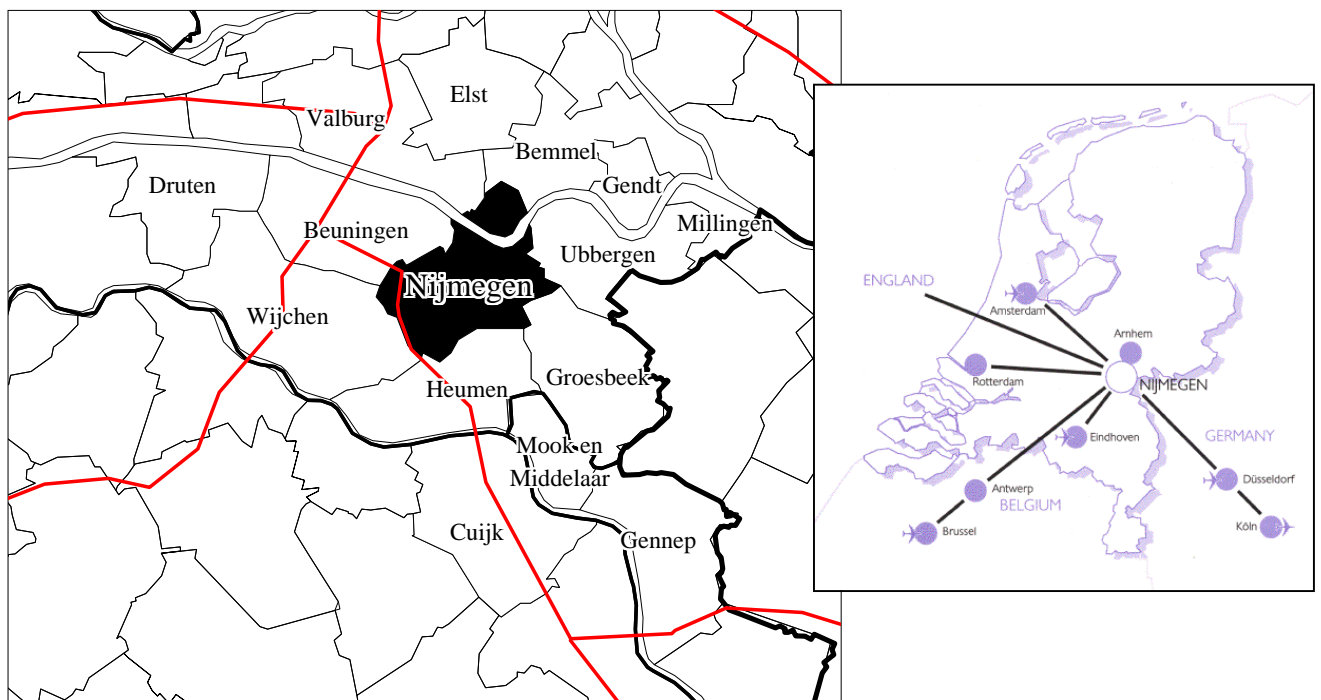 Elst
Valburg
Bemmel
Druten
Gendt
Millingen
Beuningen
Ubbergen
Nijmegen
Wijchen
Groesbeek
Heumen
Mook en
Middelaar
Cuijk
Gennep
ENGLAND
Amsterdam
Arnhem
Rotterdam
NIJMEGEN
Eindhoven
GERMANY
Düsseldorf
Antwerp
BELGIUM
Brussel
Köln